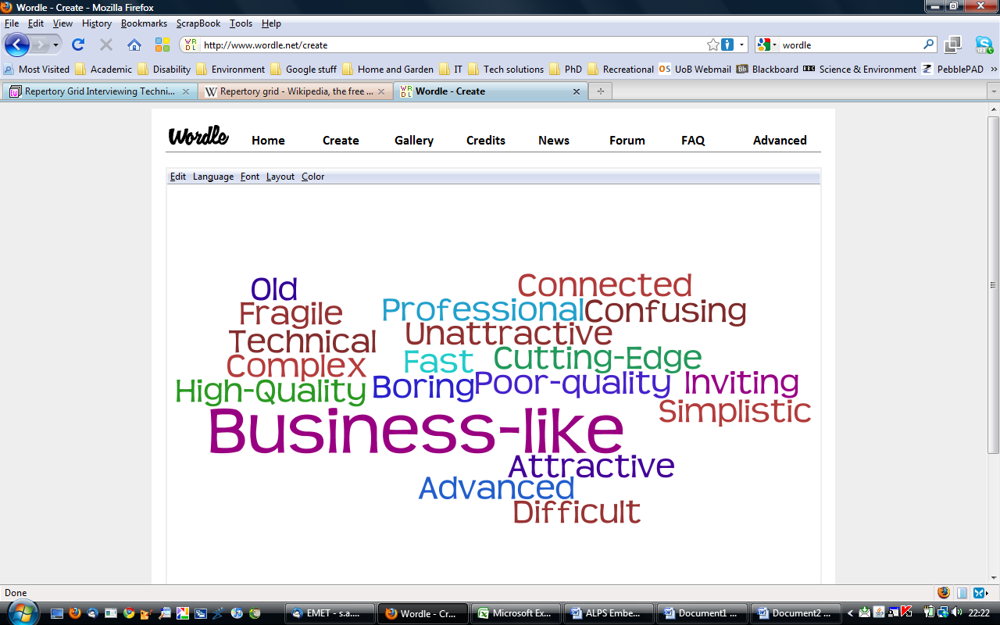 Wordle - Create - Mozilla Firefox
File Edit View History Bookmarks ScrapBook Tools Help
http://www.wordle.net/create
wordle
Most Visited Academic Disability Environment Google stuff Home and Garden IT Tech solutions PhD Recreational UoB Webmail Blackboard Science & Environment PebblePAD »
Repertory Grid Interviewing Techni... Repertory grid - Wikipedia, the free ... Wordle - Create
Wordle Home Create Gallery Credits News Forum FAQ Advanced
Edit Language Font Layout Color
Old
Connected
Fragile
Professional
Confusing
Technical
Unattractive
Complex
Fast
Cutting-Edge
High-Quality
Boring
Poor-quality
Inviting
Simplistic
Business-like
Attractive
Advanced
Difficult
Done
EMET - s.a.... Wordle - Cr... Microsoft Ex... ALPS Embe... Document1 ... Document2 ... 22:22